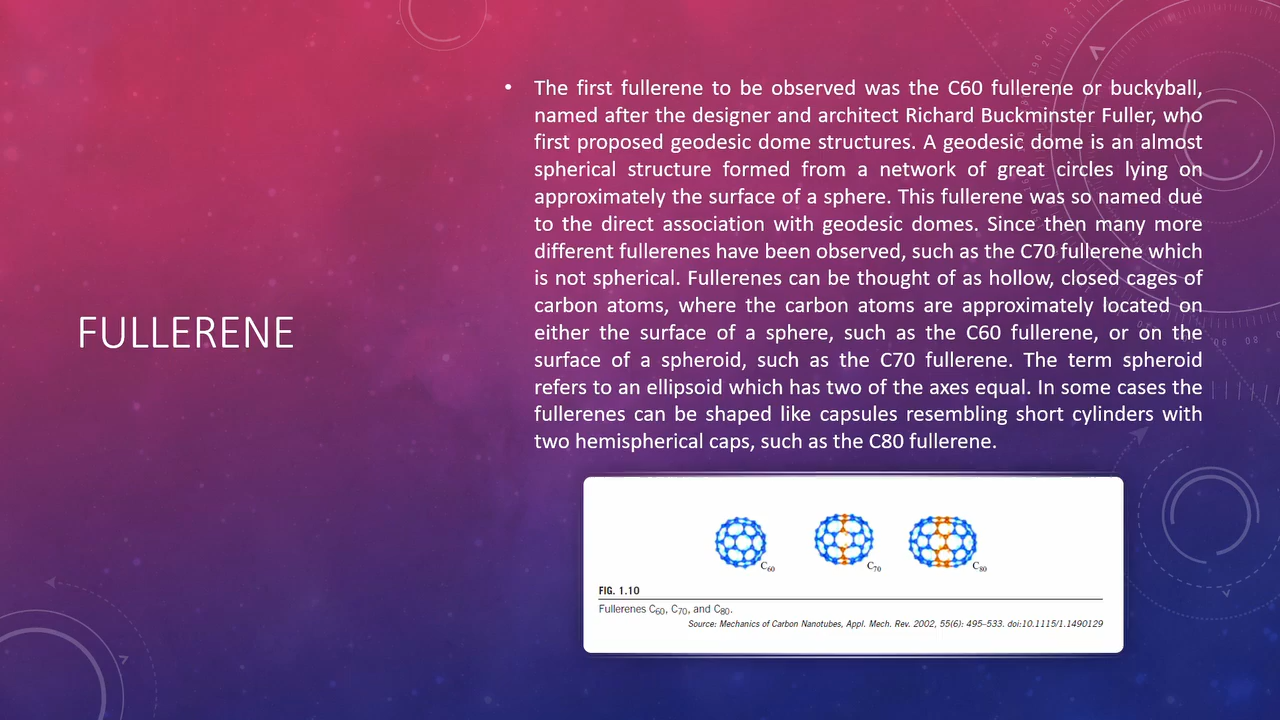 FULLERENE
• The first fullerene to be observed was the C60 fullerene or buckyball,
named after the designer and architect Richard Buckminster Fuller, who
first proposed geodesic dome structures. A geodesic dome is an almost
spherical structure formed from a network of great circles lying on
approximately the surface of a sphere. This fullerene was so named due
to the direct association with geodesic domes. Since then many more
different fullerenes have been observed, such as the C70 fullerene which
is not spherical. Fullerenes can be thought of as hollow, closed cages of
carbon atoms, where the carbon atoms are approximately located on
either the surface of a sphere, such as the C60 fullerene, or on the
surface of a spheroid, such as the C70 fullerene. The term spheroid
refers to an ellipsoid which has two of the axes equal. In some cases the
fullerenes can be shaped like capsules resembling short cylinders with
two hemispherical caps, such as the C80 fullerene.
C60 C70 C80
FIG. 1.10
Fullerenes C60, C70, and C80.
Source: Mechanics of Carbon Nanotubes, Appl. Mech. Rev. 2002, 55(6): 495–533. doi:10.1115/1.1490129